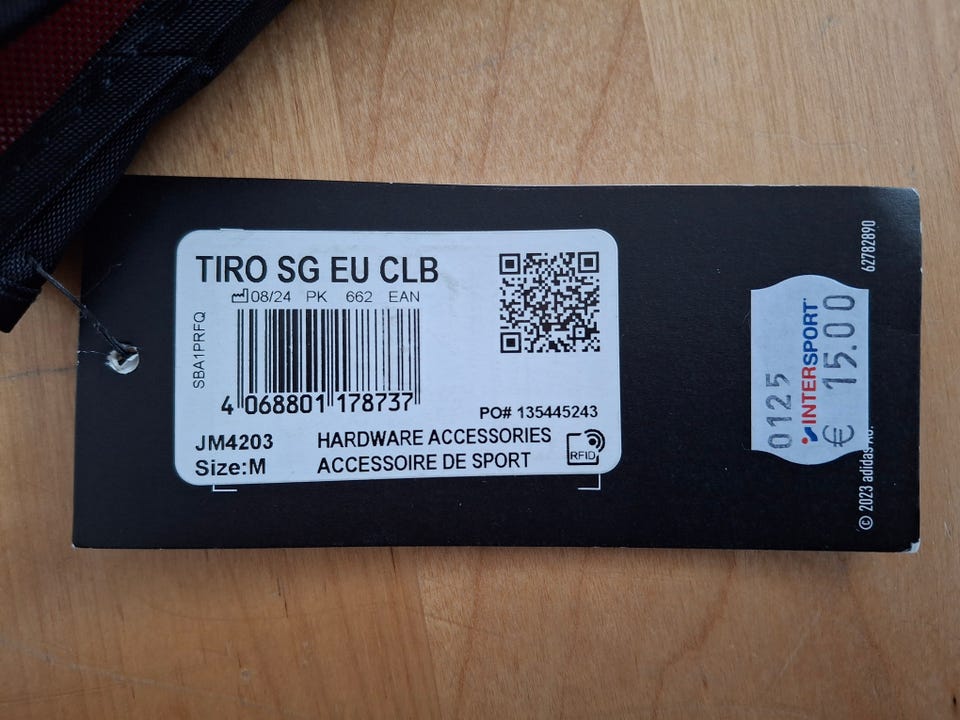 TIRO SG EU CLB
08/24 PK 662 EAN
SBA1PRFQ
4 068801 178737
PO# 135445243
JM4203 HARDWARE ACCESSORIES
Size:M ACCESSOIRE DE SPORT
RFID
0125
INTERSPORT
€ 15.00
62782890
© 2023 adidas AG.